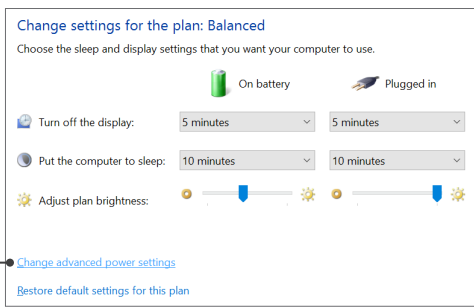 Change settings for the plan: Balanced
Choose the sleep and display settings that you want your computer to use.
On battery Plugged in
Turn off the display: 5 minutes 5 minutes
Put the computer to sleep: 10 minutes 10 minutes
Adjust plan brightness:
Change advanced power settings
Restore default settings for this plan